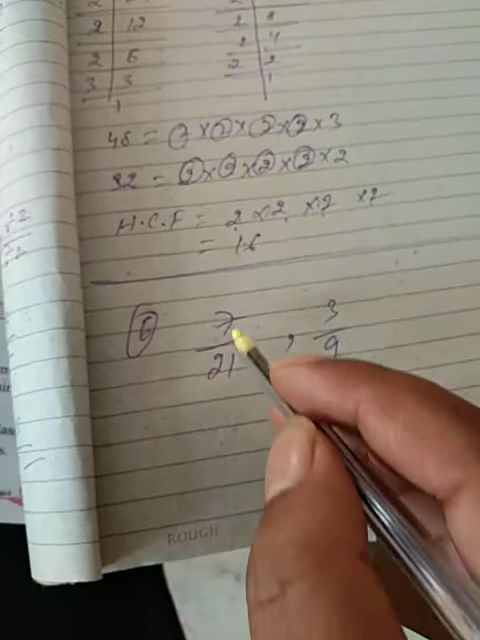 2 | 12 2 | 8
2 | 6 2 | 4
3 | 3 2 | 2
1 1
48 = 2 × 2 × 2 × 2 × 3
32 = 2 × 2 × 2 × 2 × 2
H.C.F = 2 × 2 × 2 × 2
= 16
6 7/21 , 3/9
ROUGH